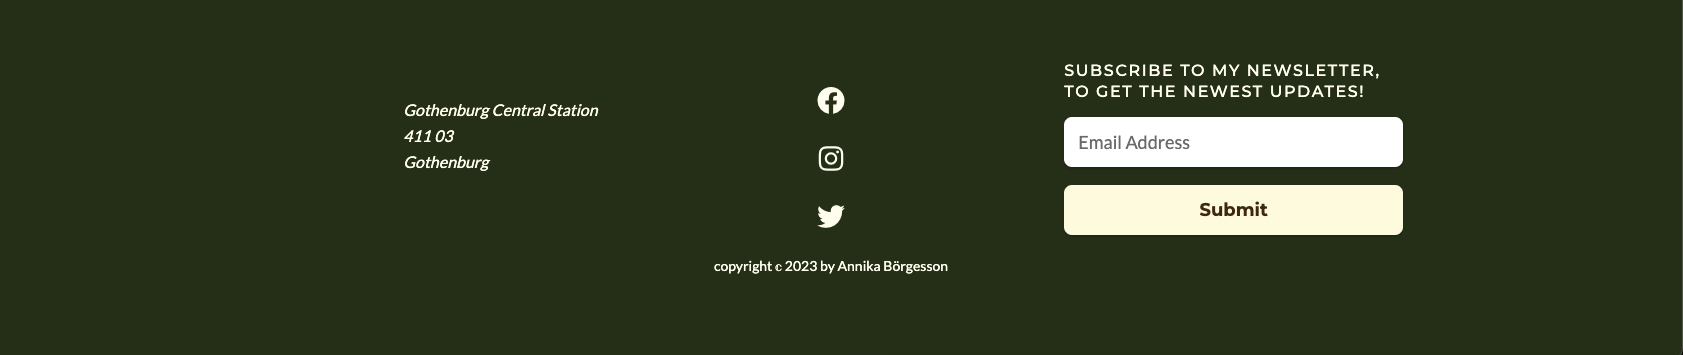 Gothenburg Central Station
411 03
Gothenburg
copyright c 2023 by Annika Börgesson
SUBSCRIBE TO MY NEWSLETTER,
TO GET THE NEWEST UPDATES!
Email Address
Submit